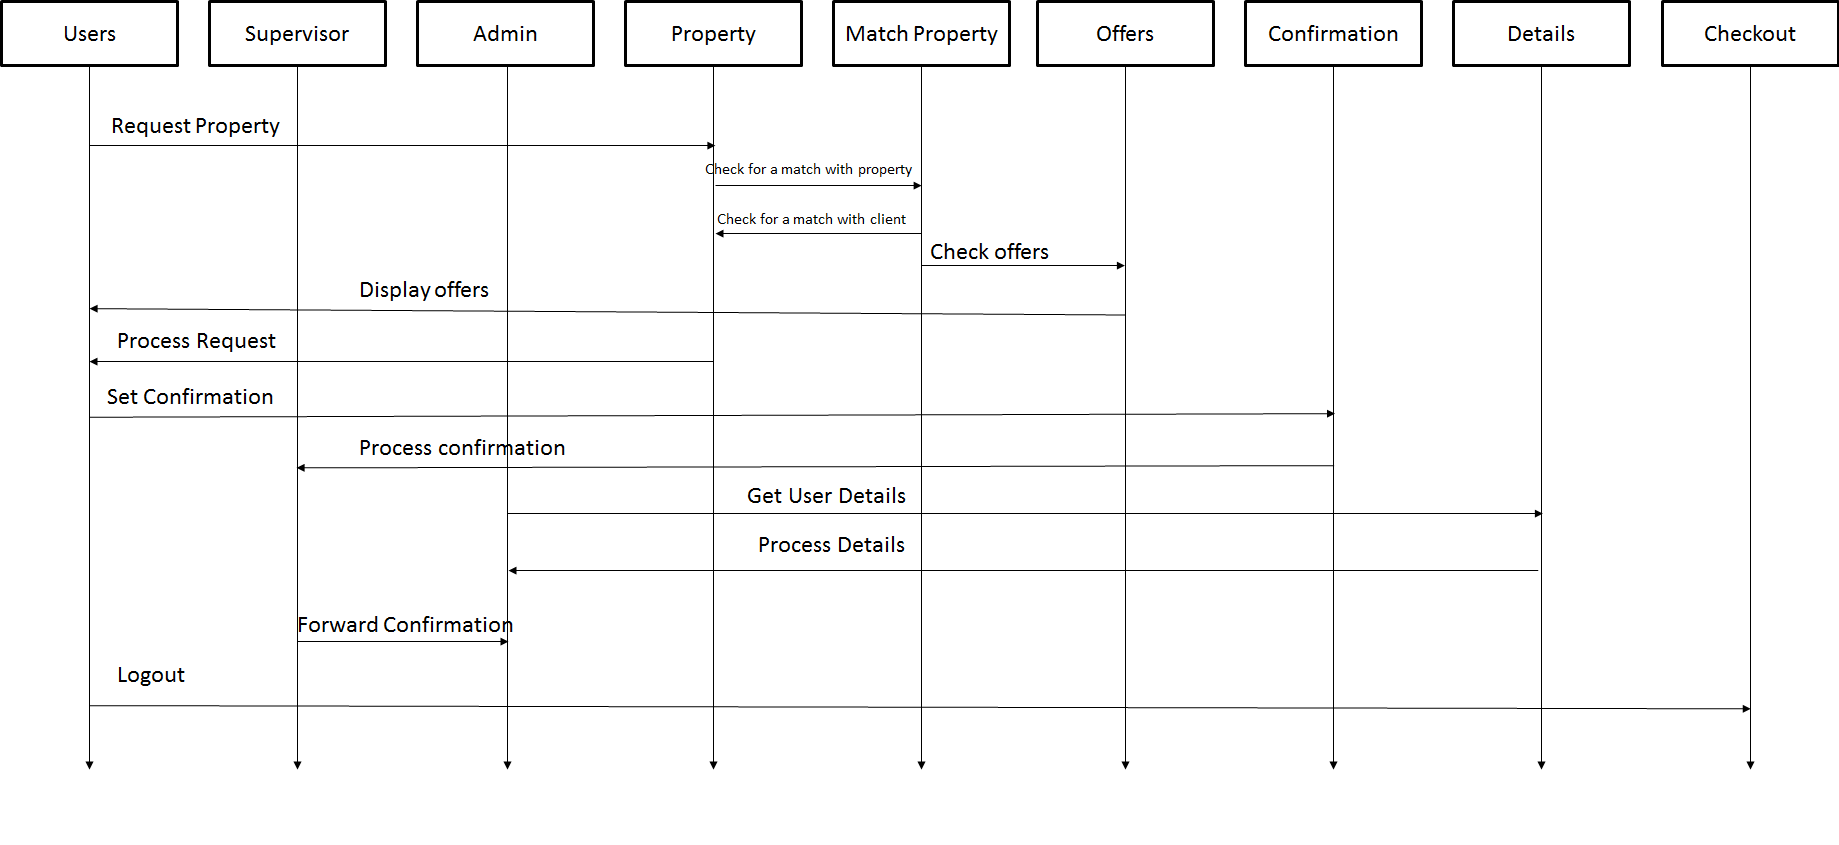 Users
Supervisor
Admin
Property
Match Property
Offers
Confirmation
Details
Checkout
Request Property
Check for a match with property
Check for a match with client
Check offers
Display offers
Process Request
Set Confirmation
Process confirmation
Get User Details
Process Details
Forward Confirmation
Logout